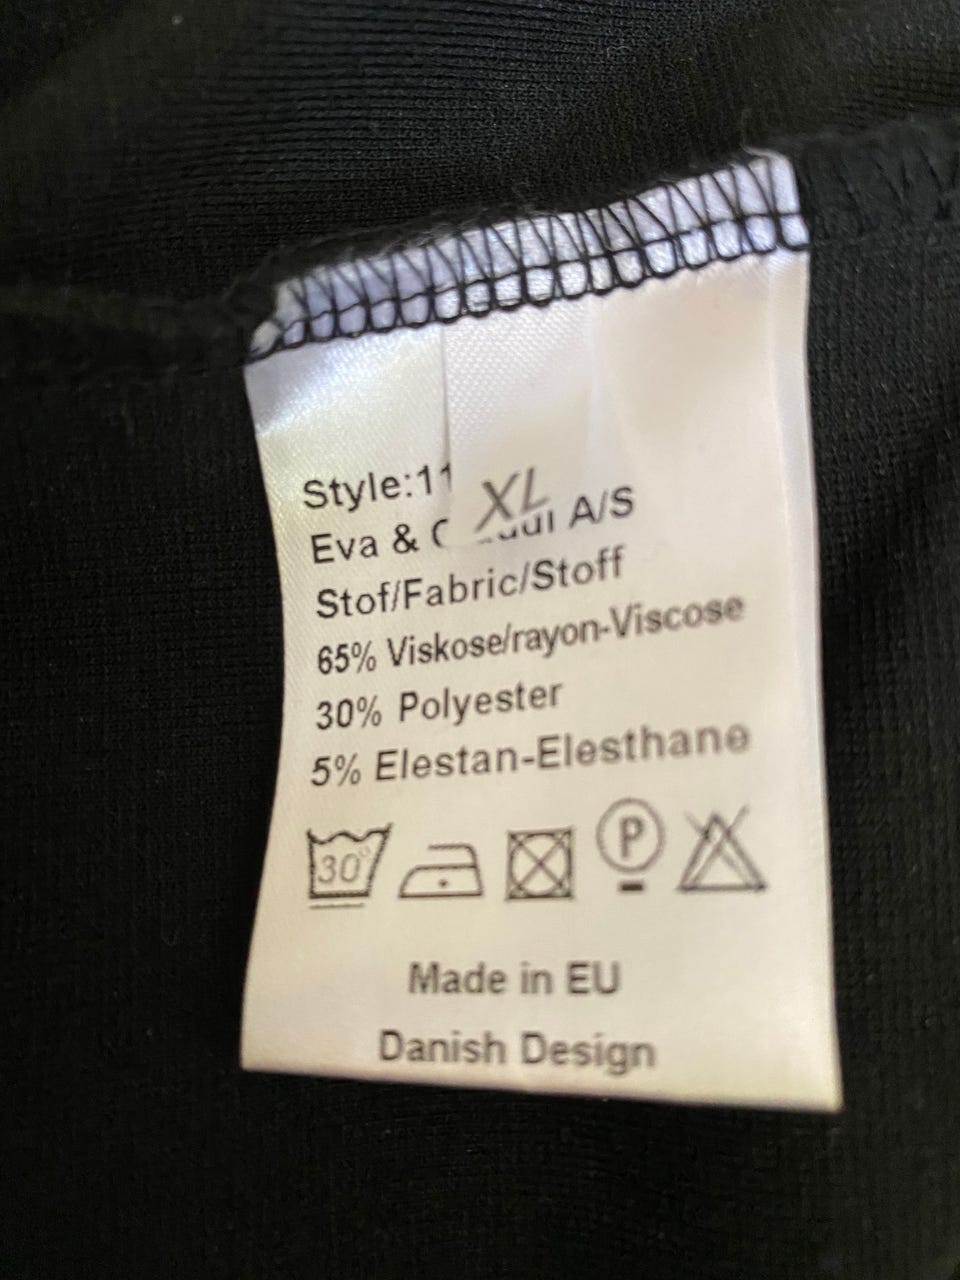 XL
Style:11
Eva & A/S
Stof/Fabric/Stoff
65% Viskose/rayon-Viscose
30% Polyester
5% Elestan-Elesthane
30°
P
Made in EU
Danish Design